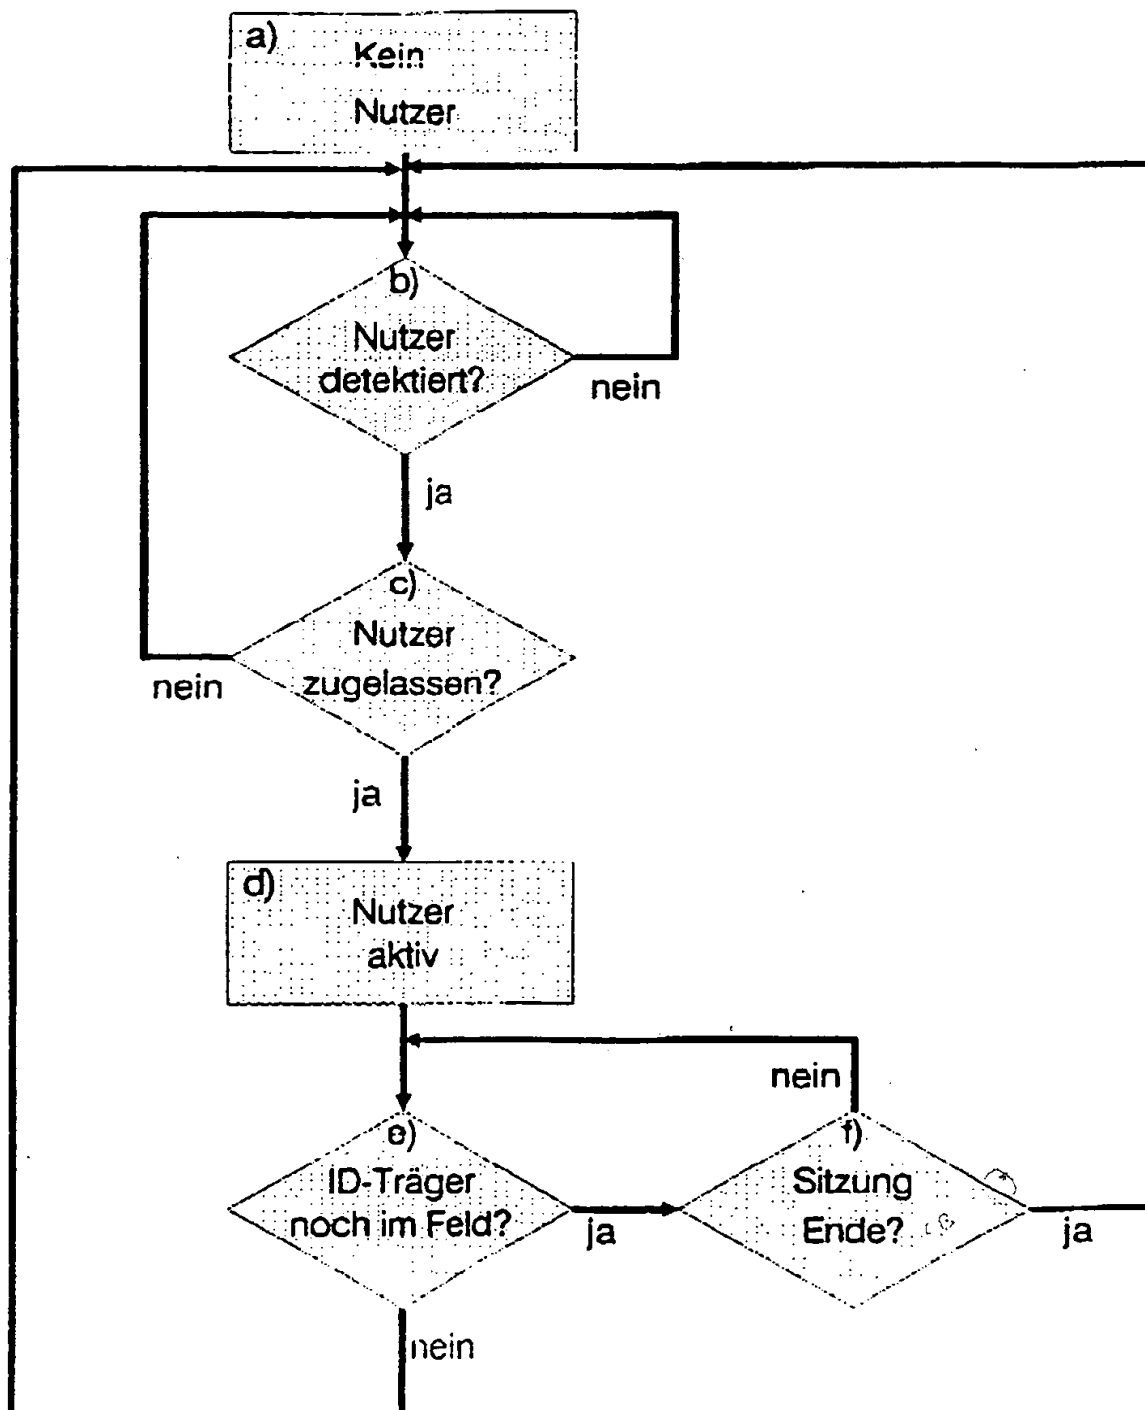 a)
Kein
Nutzer
b)
Nutzer
detektiert?
nein
ja
c)
Nutzer
zugelassen?
nein
ja
d)
Nutzer
aktiv
nein
e)
ID-Träger
noch im Feld?
ja
f)
Sitzung
Ende?
ja
nein